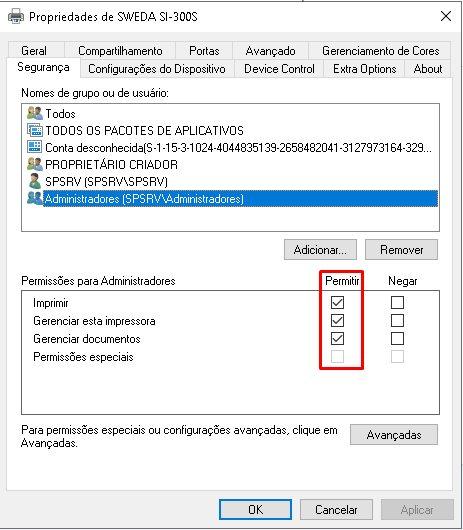 Propriedades de SWEDA SI-300S
Geral Compartilhamento Portas Avançado Gerenciamento de Cores
Segurança Configurações do Dispositivo Device Control Extra Options About
Nomes de grupo ou de usuário:
Todos
TODOS OS PACOTES DE APLICATIVOS
Conta desconhecida(S-1-15-3-1024-4044835139-2658482041-3127973164-329...
PROPRIETÁRIO CRIADOR
SPSRV (SPSRV\SPSRV)
Administradores (SPSRV\Administradores)
Adicionar... Remover
Permissões para Administradores Permitir Negar
Imprimir
Gerenciar esta impressora
Gerenciar documentos
Permissões especiais
Para permissões especiais ou configurações avançadas, clique em
Avançadas.
Avançadas
OK Cancelar Aplicar